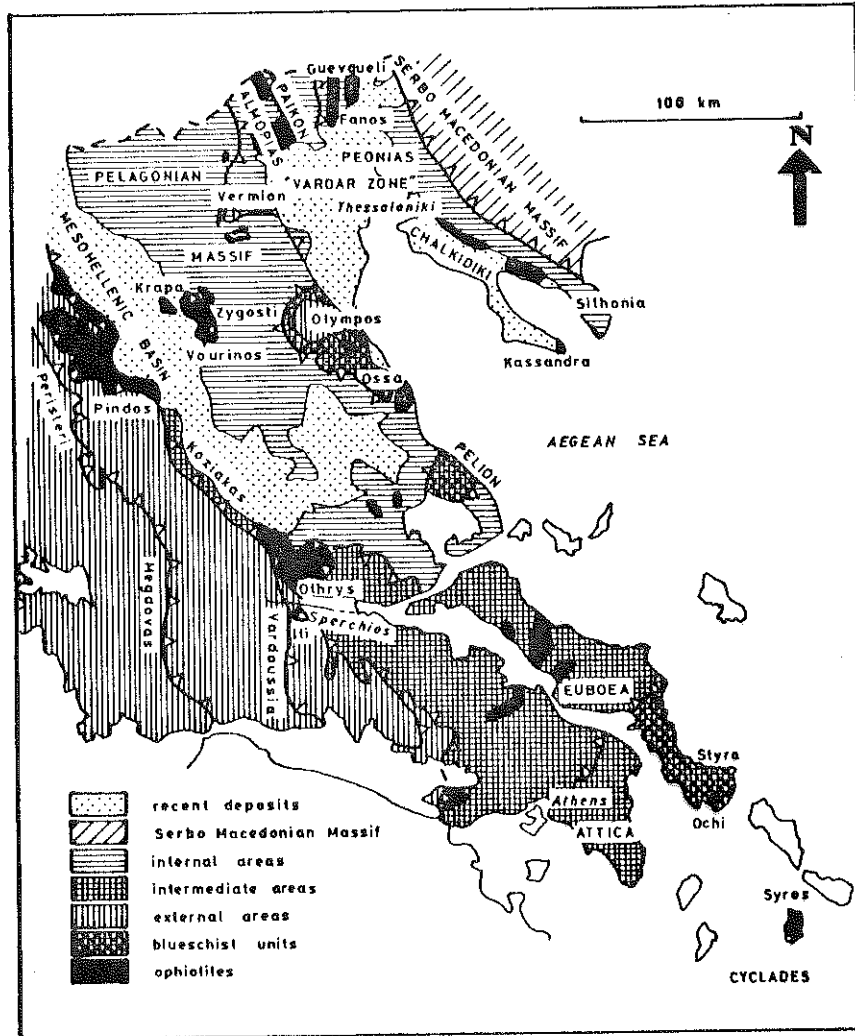 Guevgueli
SERBO MACEDONIAN MASSIF
100 km
N
PAIKON
ALMOPIAS
Fanos
PEONIAS
PELAGONIAN
"VARDAR ZONE"
Vermion
Thessaloniki
MASSIF
CHALKIDIKI
MESOHELLENIC BASIN
Krapa
Zygosti
Olympos
Sithonia
Vourinos
Kassandra
Ossa
Peristeri
Pindos
AEGEAN SEA
PELION
Koziakas
Othrys
Megdovas
Vardoussia
Iti
Sperchios
EUBOEA
Styra
Athens
Ochi
ATTICA
recent deposits
Serbo Macedonian Massif
internal areas
intermediate areas
external areas
blueschist units
ophiolites
Syros
CYCLADES